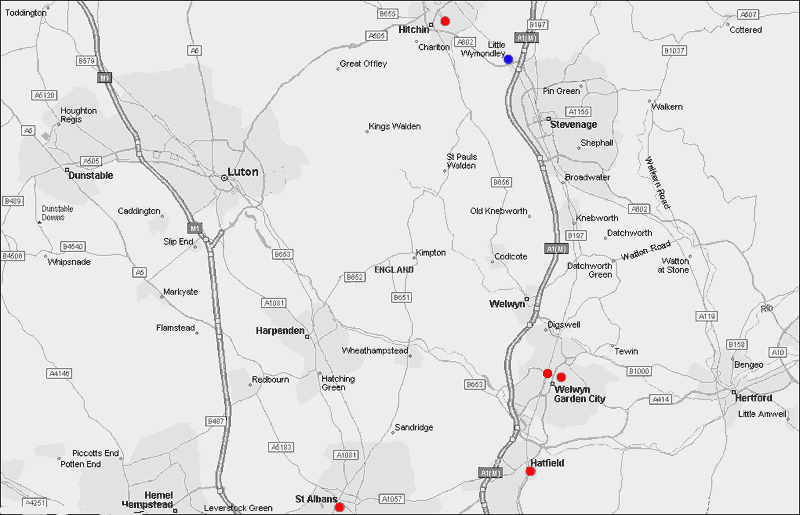 Toddington
B655
A607
Hitchin
B197
Cottered
A505
Charlton
A602
Little
Wymondley
A1(M)
A6
B1037
B579
Great Offley
M1
Pin Green
A5120
Walkern
Houghton
Regis
A1155
A5
Kings Walden
Stevenage
Shephall
A505
St Pauls
Walden
Luton
Dunstable
Broadwater
B656
Walkern Road
B489
Dunstable
Downs
Caddington
Old Knebworth
A602
Knebworth
M1
B197
Datchworth
Slip End
B4540
A1(M)
Watton Road
B4506
B653
Kimpton
Codicote
Whipsnade
Datchworth
Green
Watton
at Stone
A5
B652
ENGLAND
Markyate
B651
A1081
Welwyn
Rib
A119
Flamstead
Harpenden
Digswell
Wheathampstead
Tewin
B158
A10
A4146
Bengeo
Redbourn
Hatching
Green
B653
B1000
Welwyn
Garden City
A414
Hertford
Little Amwell
B487
Sandridge
A5183
Piccotts End
Potten End
A1081
Hatfield
A1(M)
Hemel
Hempstead
St Albans
A1057
A4251
Leverstock Green